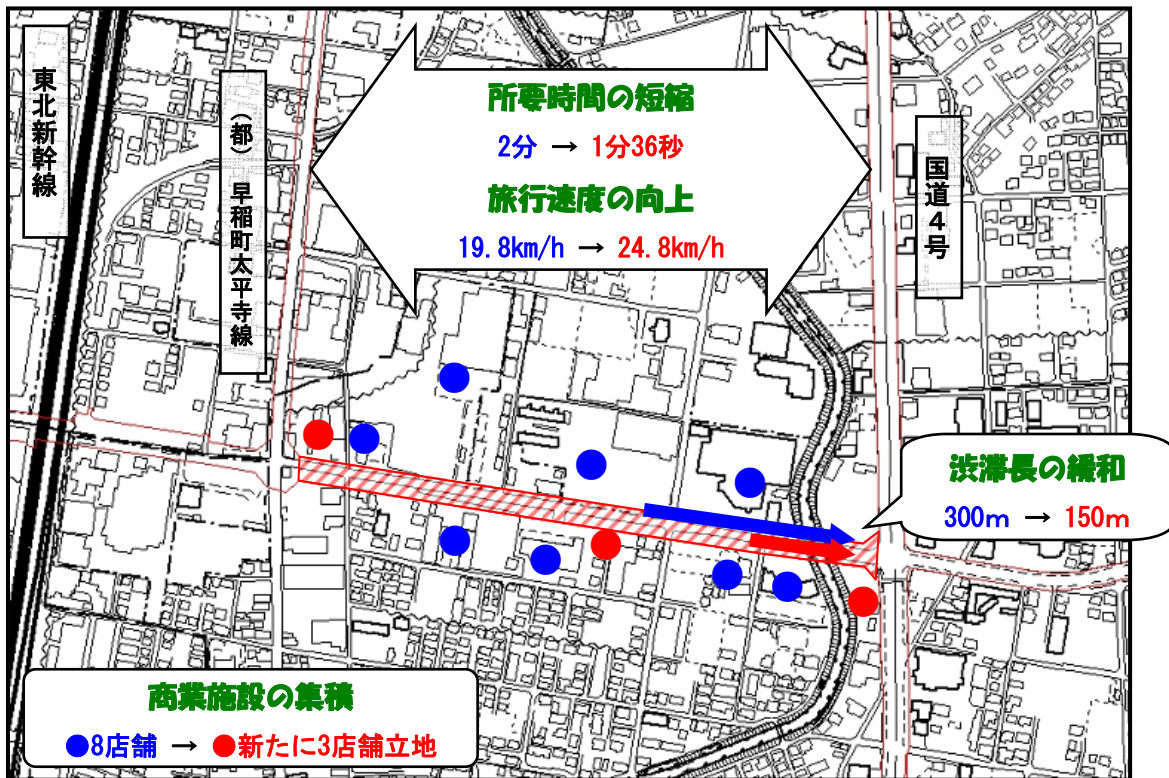 東北新幹線
（都） 早稲町太平寺線
所要時間の短縮
2分 → 1分36秒
旅行速度の向上
19.8km/h → 24.8km/h
国道4号
渋滞長の緩和
300m → 150m
商業施設の集積
●8店舗 → ●新たに3店舗立地